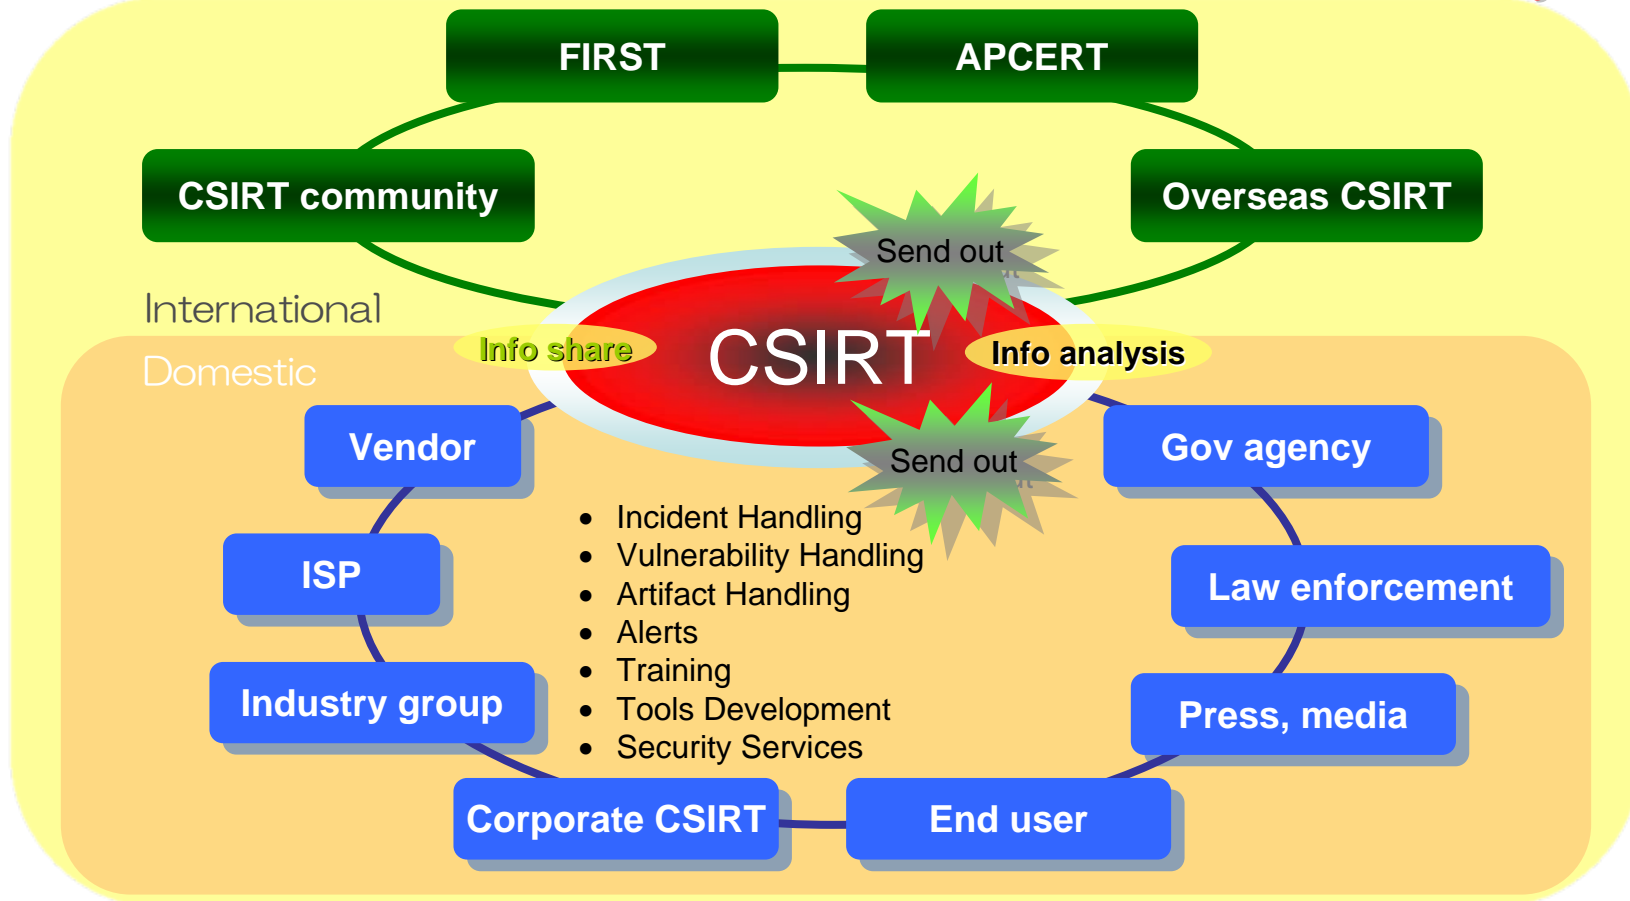 FIRST
APCERT
CSIRT community
Overseas CSIRT
Send out
International
CSIRT
Info share
Info analysis
Domestic
Vendor
Send out
Gov agency
• Incident Handling
• Vulnerability Handling
• Artifact Handling
• Alerts
• Training
• Tools Development
• Security Services
ISP
Law enforcement
Industry group
Press, media
Corporate CSIRT
End user